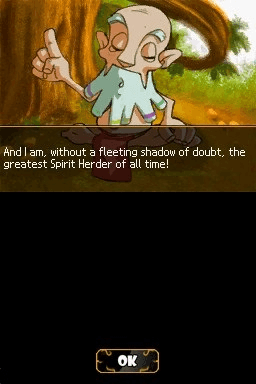 And I am, without a fleeting shadow of doubt, the
greatest Spirit Herder of all time!
OK